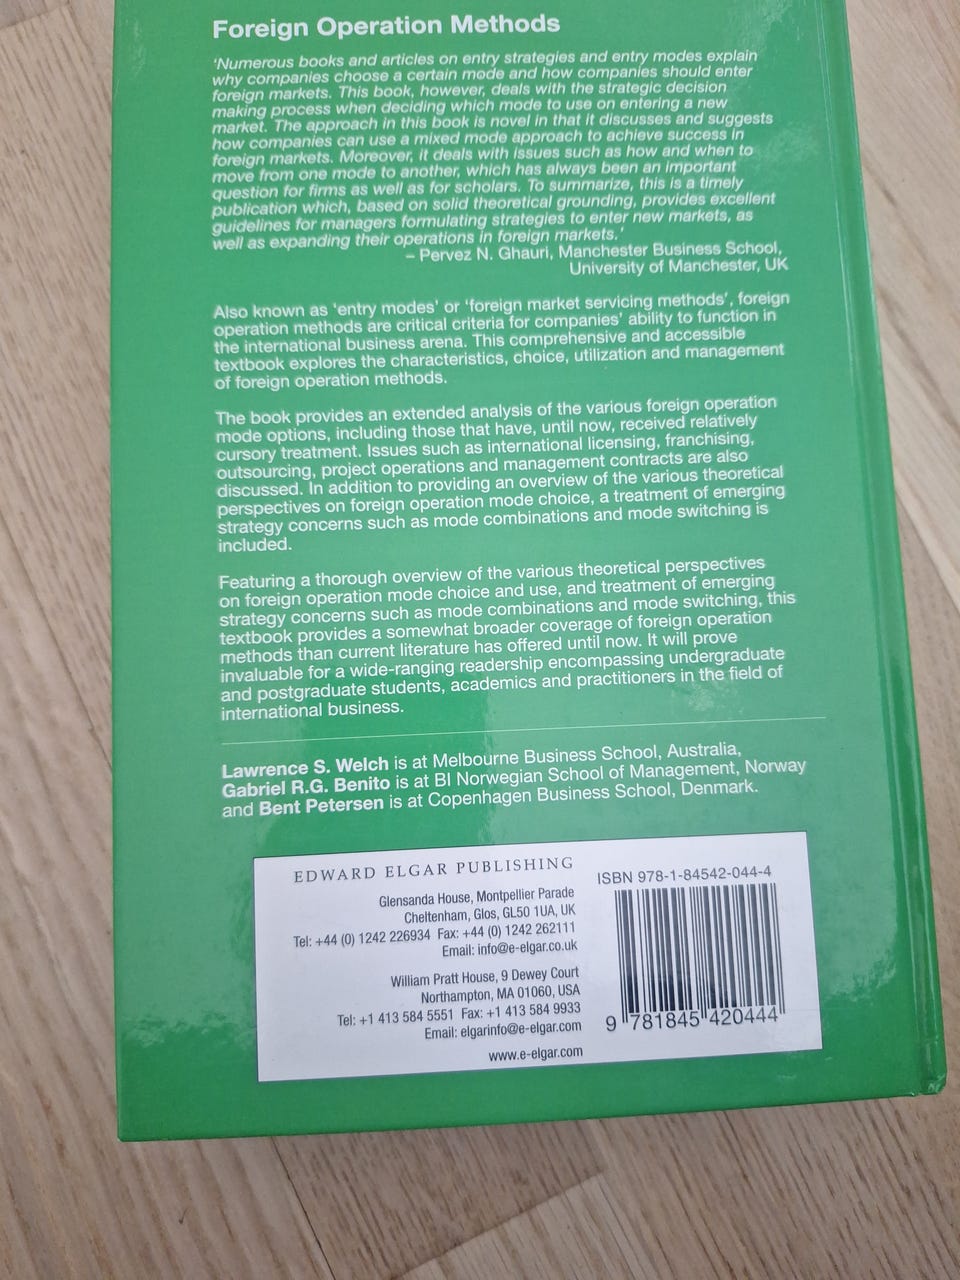 Foreign Operation Methods
'Numerous books and articles on entry strategies and entry modes explain
why companies choose a certain mode and how companies should enter
foreign markets. This book, however, deals with the strategic decision
making process when deciding which mode to use on entering a new
market. The approach in this book is novel in that it discusses and suggests
how companies can use a mixed mode approach to achieve success in
foreign markets. Moreover, it deals with issues such as how and when to
move from one mode to another, which has always been an important
question for firms as well as for scholars. To summarize, this is a timely
publication which, based on solid theoretical grounding, provides excellent
guidelines for managers formulating strategies to enter new markets, as
well as expanding their operations in foreign markets.'
– Pervez N. Ghauri, Manchester Business School,
University of Manchester, UK
Also known as 'entry modes' or 'foreign market servicing methods', foreign
operation methods are critical criteria for companies' ability to function in
the international business arena. This comprehensive and accessible
textbook explores the characteristics, choice, utilization and management
of foreign operation methods.
The book provides an extended analysis of the various foreign operation
mode options, including those that have, until now, received relatively
cursory treatment. Issues such as international licensing, franchising,
outsourcing, project operations and management contracts are also
discussed. In addition to providing an overview of the various theoretical
perspectives on foreign operation mode choice, a treatment of emerging
strategy concerns such as mode combinations and mode switching is
included.
Featuring a thorough overview of the various theoretical perspectives
on foreign operation mode choice and use, and treatment of emerging
strategy concerns such as mode combinations and mode switching, this
textbook provides a somewhat broader coverage of foreign operation
methods than current literature has offered until now. It will prove
invaluable for a wide-ranging readership encompassing undergraduate
and postgraduate students, academics and practitioners in the field of
international business.
Lawrence S. Welch is at Melbourne Business School, Australia,
Gabriel R.G. Benito is at BI Norwegian School of Management, Norway
and Bent Petersen is at Copenhagen Business School, Denmark.
EDWARD ELGAR PUBLISHING
Glensanda House, Montpellier Parade
Cheltenham, Glos, GL50 1UA, UK
Tel: +44 (0) 1242 226934 Fax: +44 (0) 1242 262111
Email: info@e-elgar.co.uk
William Pratt House, 9 Dewey Court
Northampton, MA 01060, USA
Tel: +1 413 584 5551 Fax: +1 413 584 9933
Email: elgarinfo@e-elgar.com
www.e-elgar.com
ISBN 978-1-84542-044-4
9 781845 420444